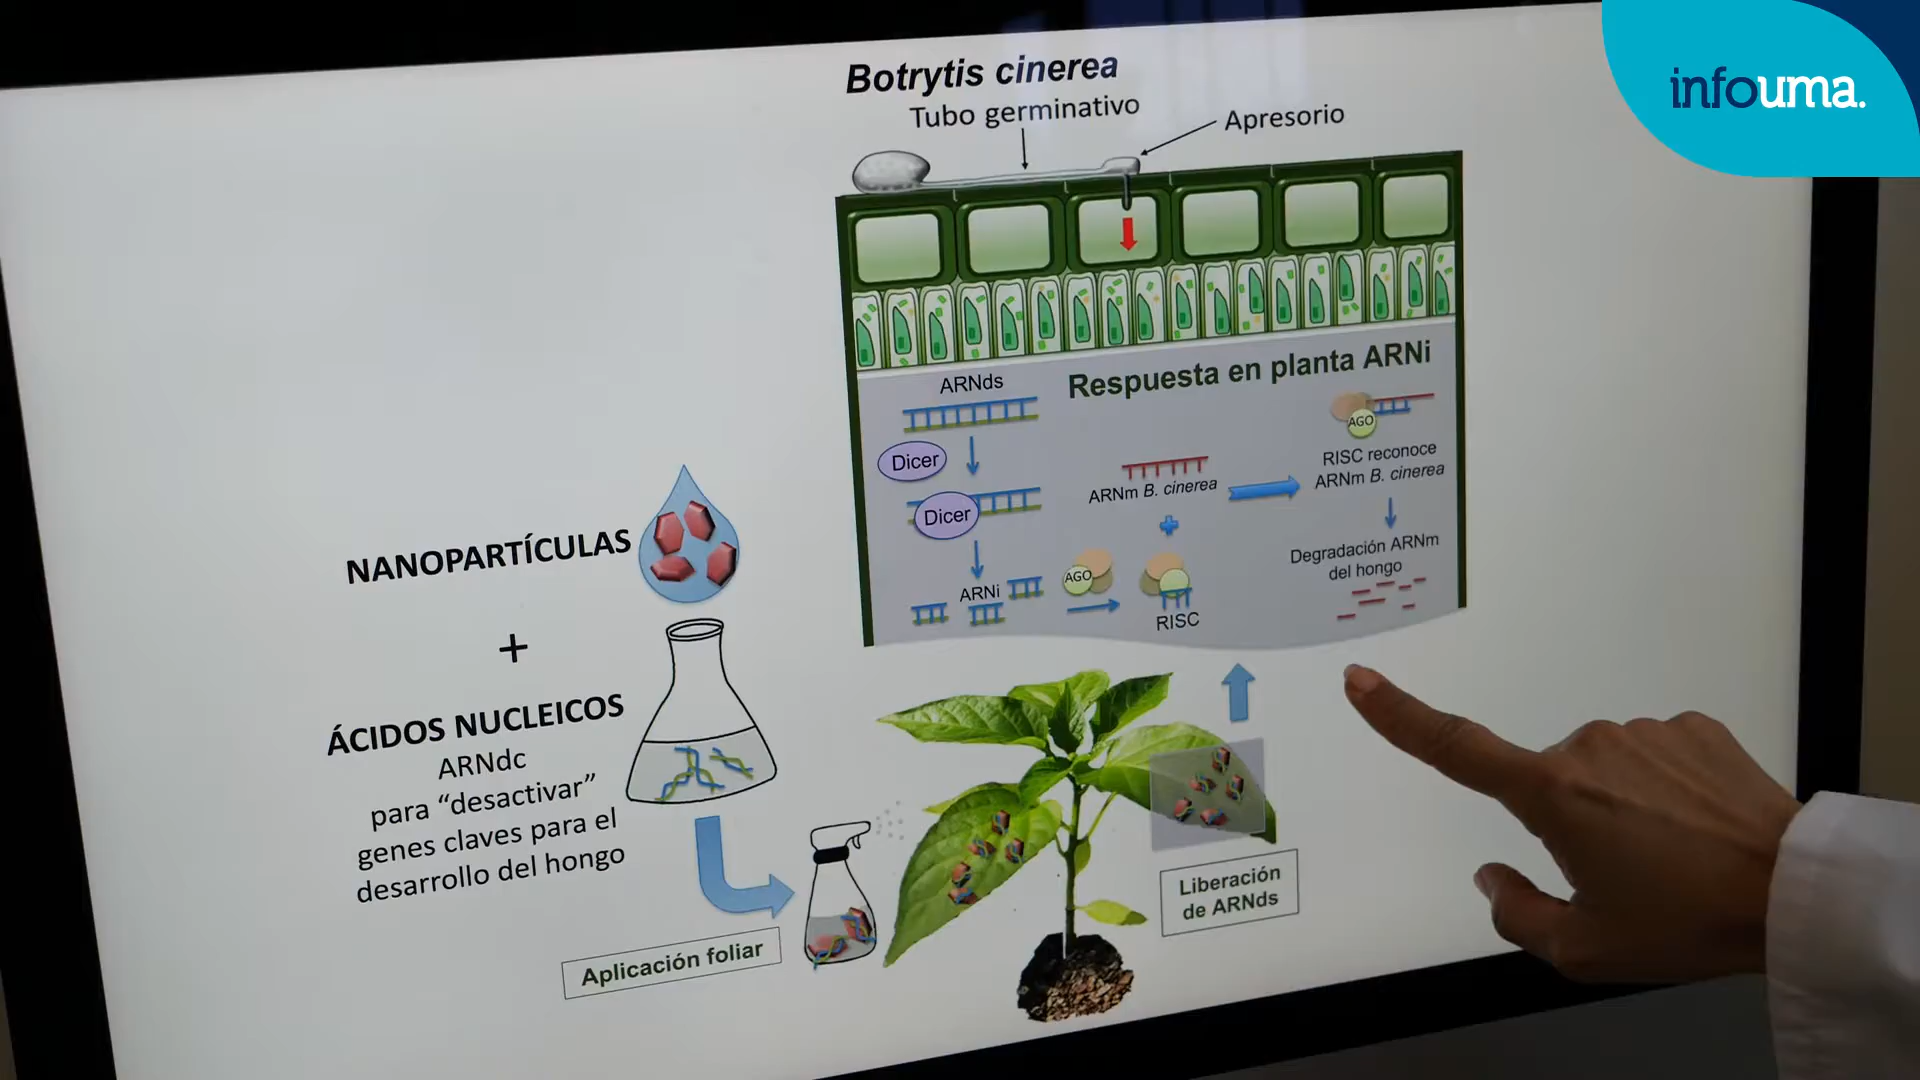 infouma.
Botrytis cinerea
Tubo germinativo
Apresorio
Respuesta en planta ARNi
ARNds
Dicer
Dicer
ARNi
AGO
RISC
ARNm B. cinerea
AGO
RISC reconoce
ARNm B. cinerea
Degradación ARNm
del hongo
NANOPARTÍCULAS
+
ÁCIDOS NUCLEICOS
ARNdc
para “desactivar”
genes claves para el
desarrollo del hongo
Aplicación foliar
Liberación
de ARNds